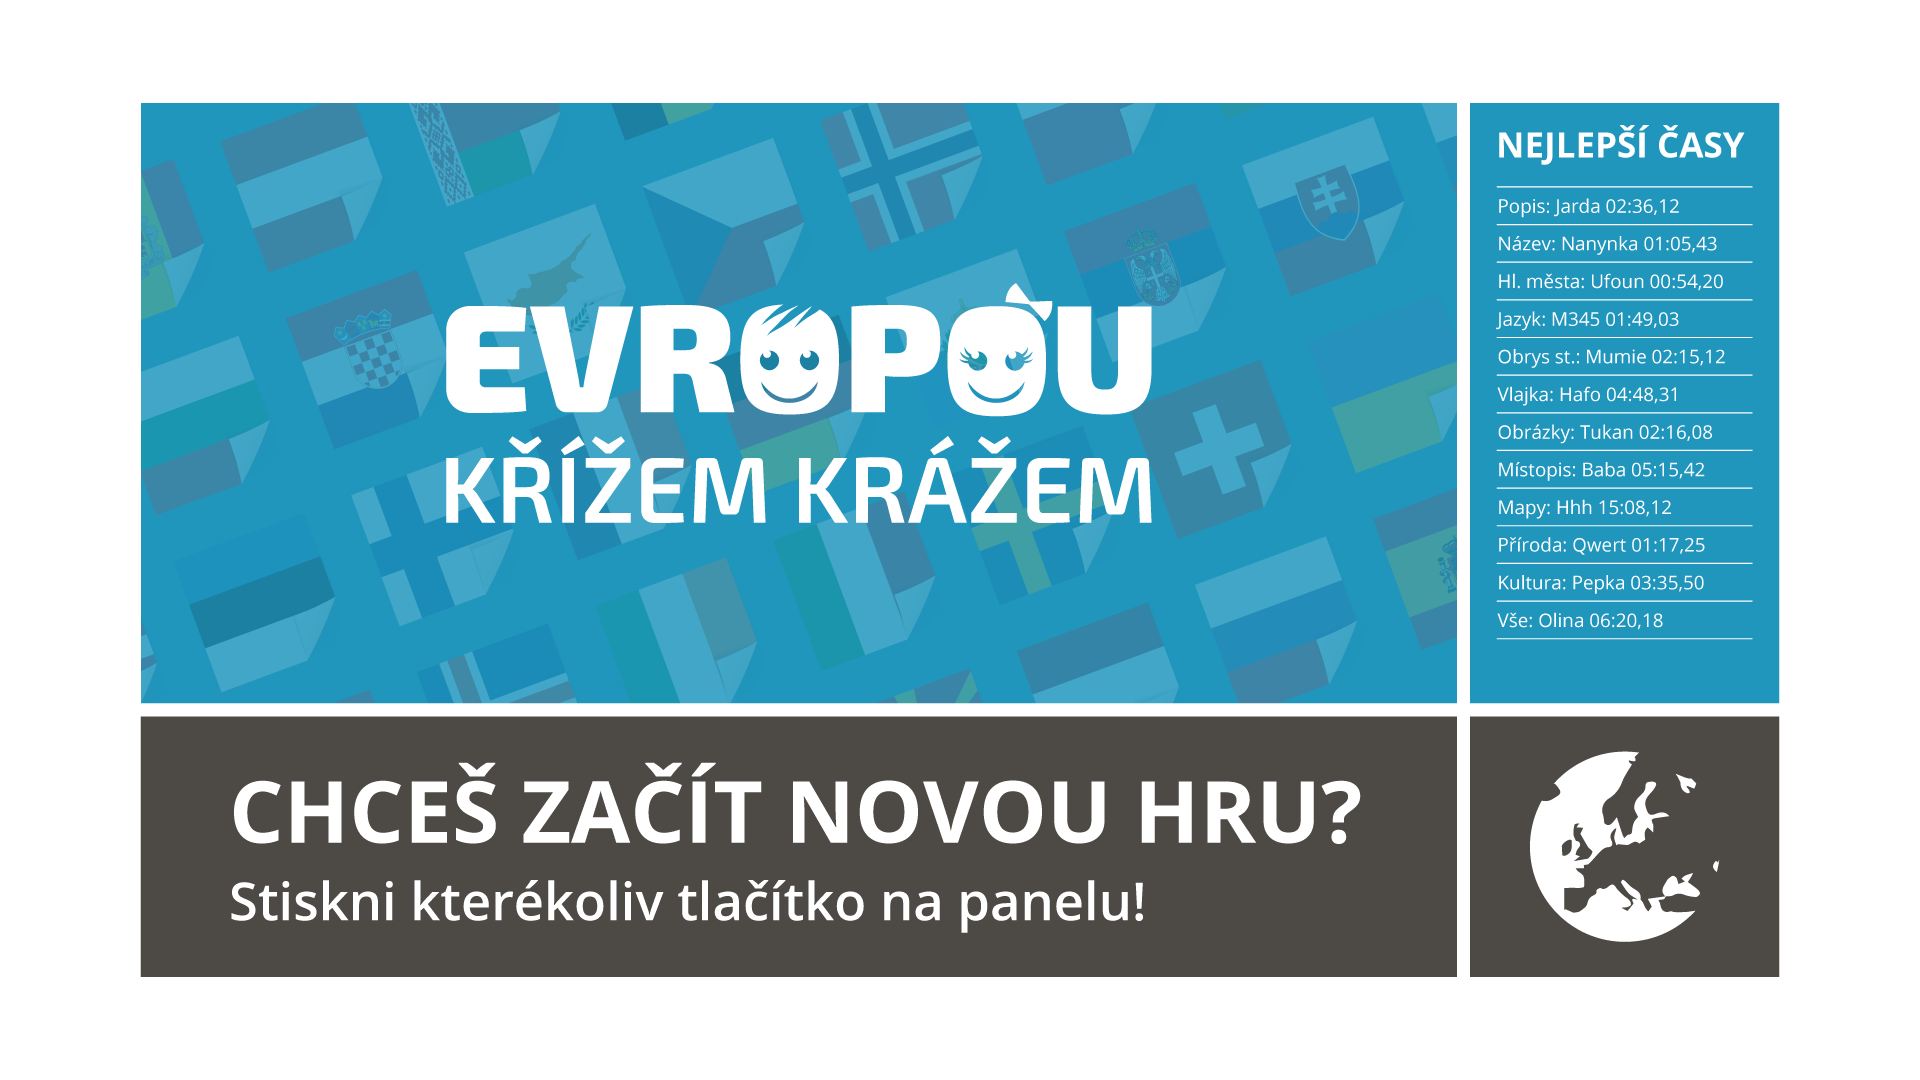 EVROPOU
KŘÍŽEM KRÁŽEM
NEJLEPŠÍ ČASY
Popis: Jarda 02:36,12
Název: Nanynka 01:05,43
Hl. města: Ufoun 00:54,20
Jazyk: M345 01:49,03
Obrys st.: Mumie 02:15,12
Vlajka: Hafo 04:48,31
Obrázky: Tukan 02:16,08
Místopis: Baba 05:15,42
Mapy: Hhh 15:08,12
Příroda: Qwert 01:17,25
Kultura: Pepka 03:35,50
Vše: Olina 06:20,18
CHCEŠ ZAČÍT NOVOU HRU?
Stiskni kterékoliv tlačítko na panelu!